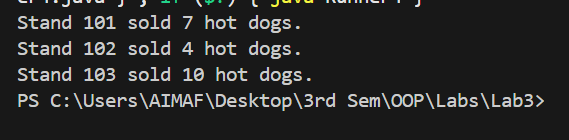 Stand 101 sold 7 hot dogs.
Stand 102 sold 4 hot dogs.
Stand 103 sold 10 hot dogs.
PS C:\Users\AIMAF\Desktop\3rd Sem\OOP\Labs\Lab3>